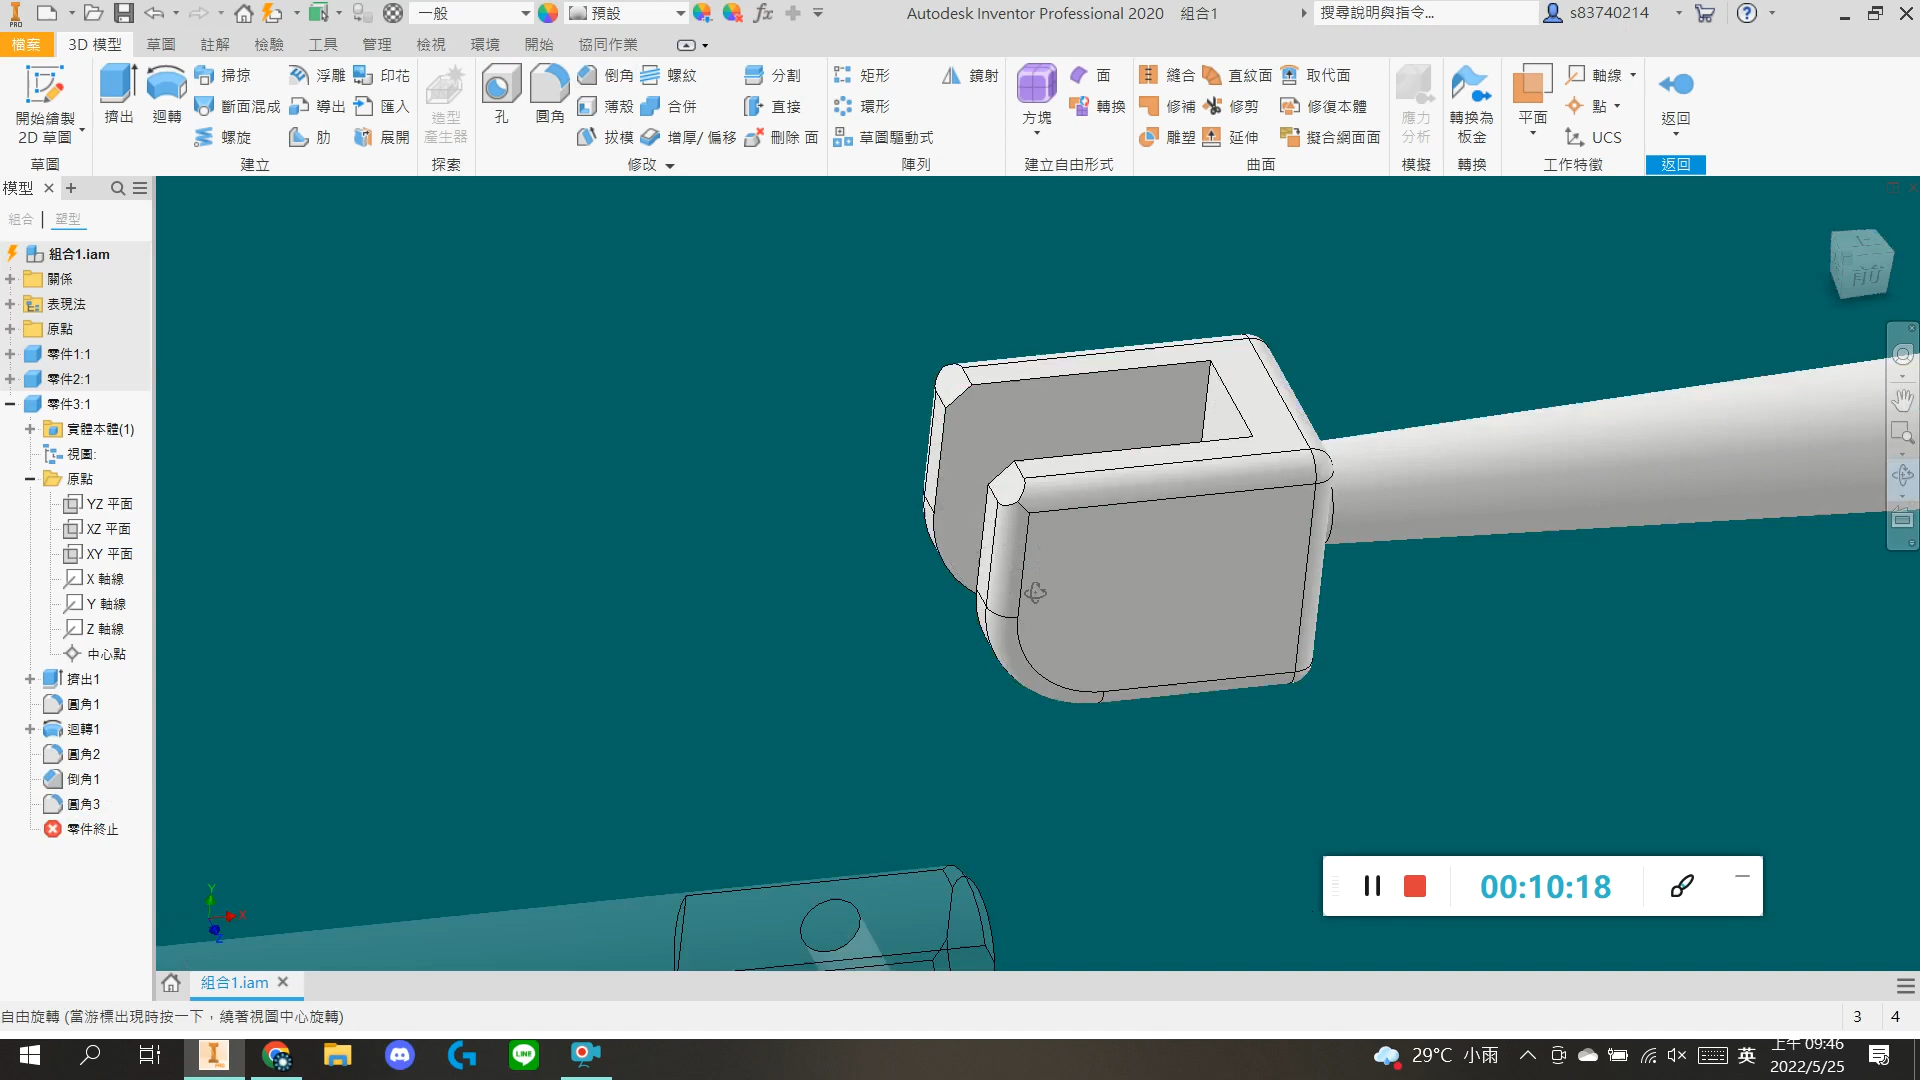 PRO
一般
預設
fx
Autodesk Inventor Professional 2020 組合1
搜尋說明與指令...
s83740214
檔案 3D 模型 草圖 註解 檢驗 工具 管理 檢視 環境 開始 協同作業
開始繪製
2D 草圖
草圖
擠出 迴轉
掃掠 浮雕 印花
斷面混成 導出 匯入
螺旋 肋 展開
建立
造型
產生器
探索
孔 圓角
倒角 螺紋 分割
薄殼 合併 直接
拔模 增厚/ 偏移 刪除 面
修改
矩形 鏡射
環形
草圖驅動式
陣列
方塊
面
轉換
建立自由形式
縫合 直紋面 取代面
修補 修剪 修復本體
雕塑 延伸 擬合網面面
曲面
應力
分析
模擬
轉換為
板金
轉換
平面
軸線
點
UCS
工作特徵
返回
返回
模型
組合 塑型
組合1.iam
關係
表現法
原點
零件1:1
零件2:1
零件3:1
實體本體(1)
視圖:
原點
YZ 平面
XZ 平面
XY 平面
X 軸線
Y 軸線
Z 軸線
中心點
擠出1
圓角1
迴轉1
圓角2
倒角1
圓角3
零件終止
上
前
Y
X
Z
00:10:18
組合1.iam
自由旋轉 (當游標出現時按一下，繞著視圖中心旋轉)
3 4
LINE
29°C 小雨
英
上午 09:46
2022/5/25